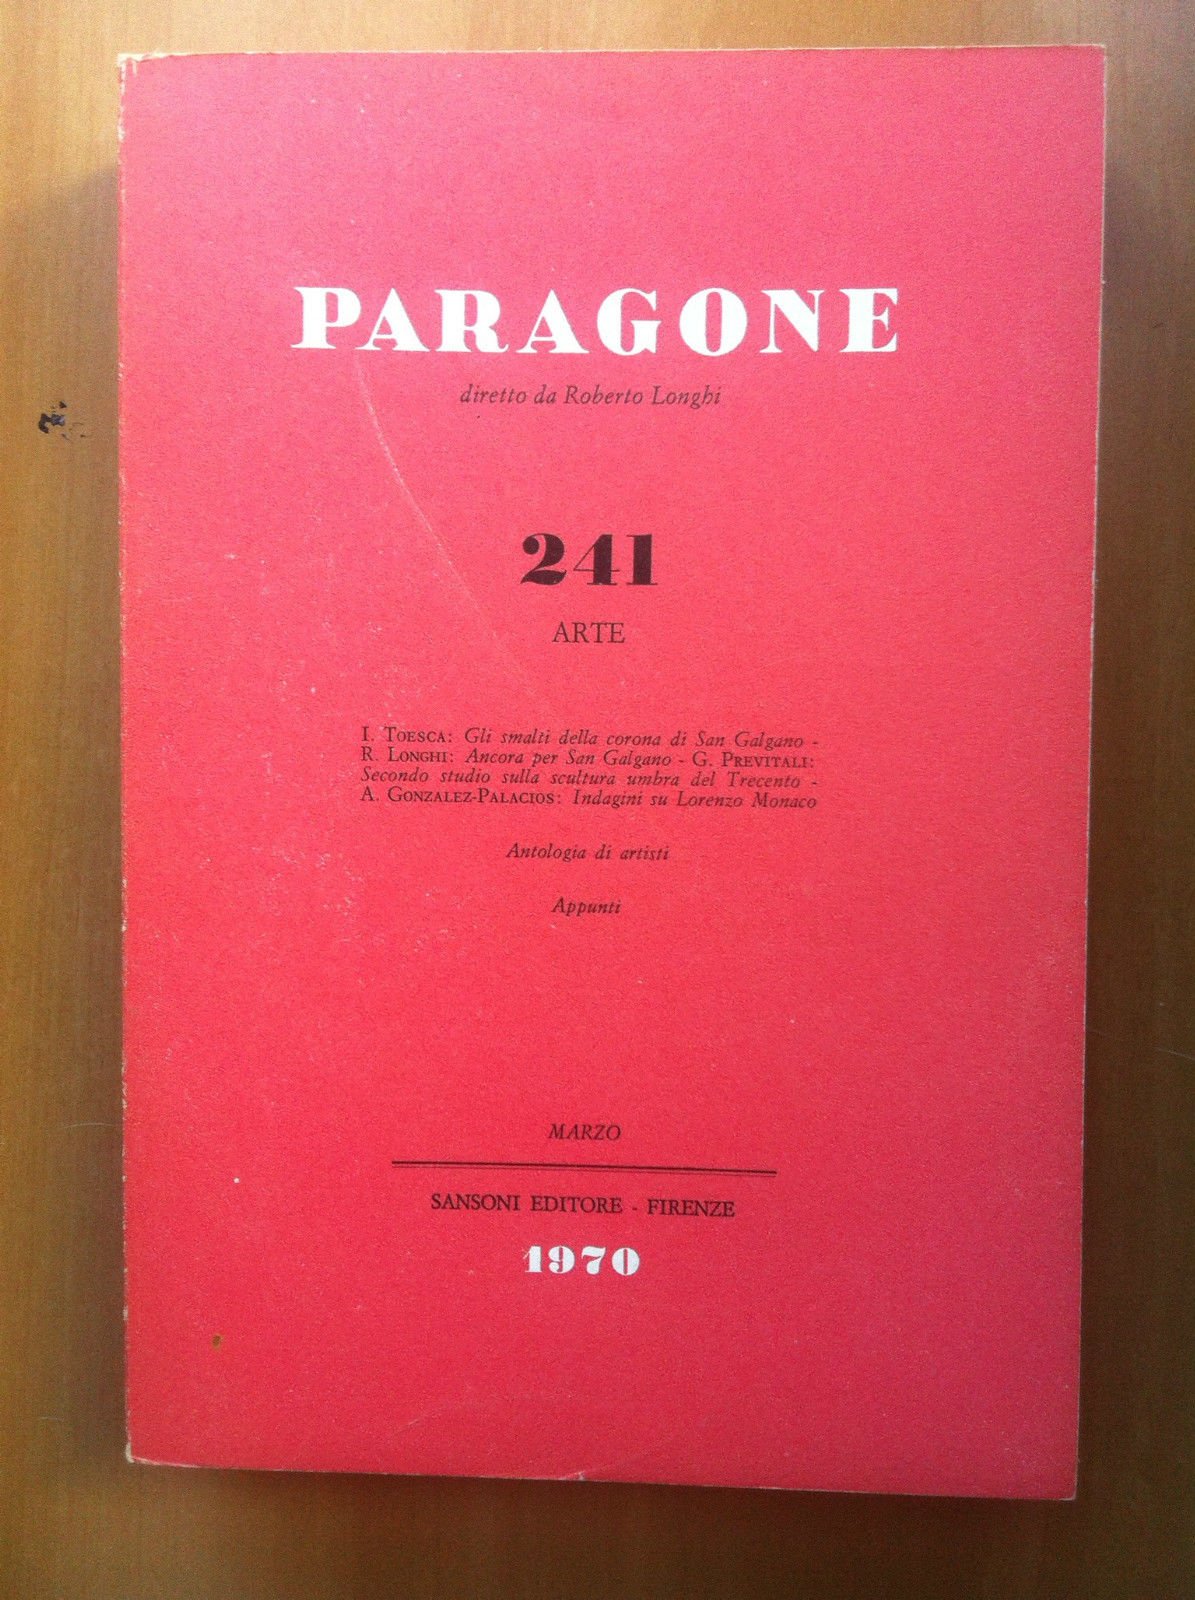 PARAGONE
diretto da Roberto Longhi
241
ARTE
I. TOESCA: Gli smalti della corona di San Galgano -
R. LONGHI: Ancora per San Galgano - G. PREVITALI:
Secondo studio sulla scultura umbra del Trecento -
A. GONZALEZ-PALACIOS: Indagini su Lorenzo Monaco
Antologia di artisti
Appunti
MARZO
SANSONI EDITORE - FIRENZE
1970